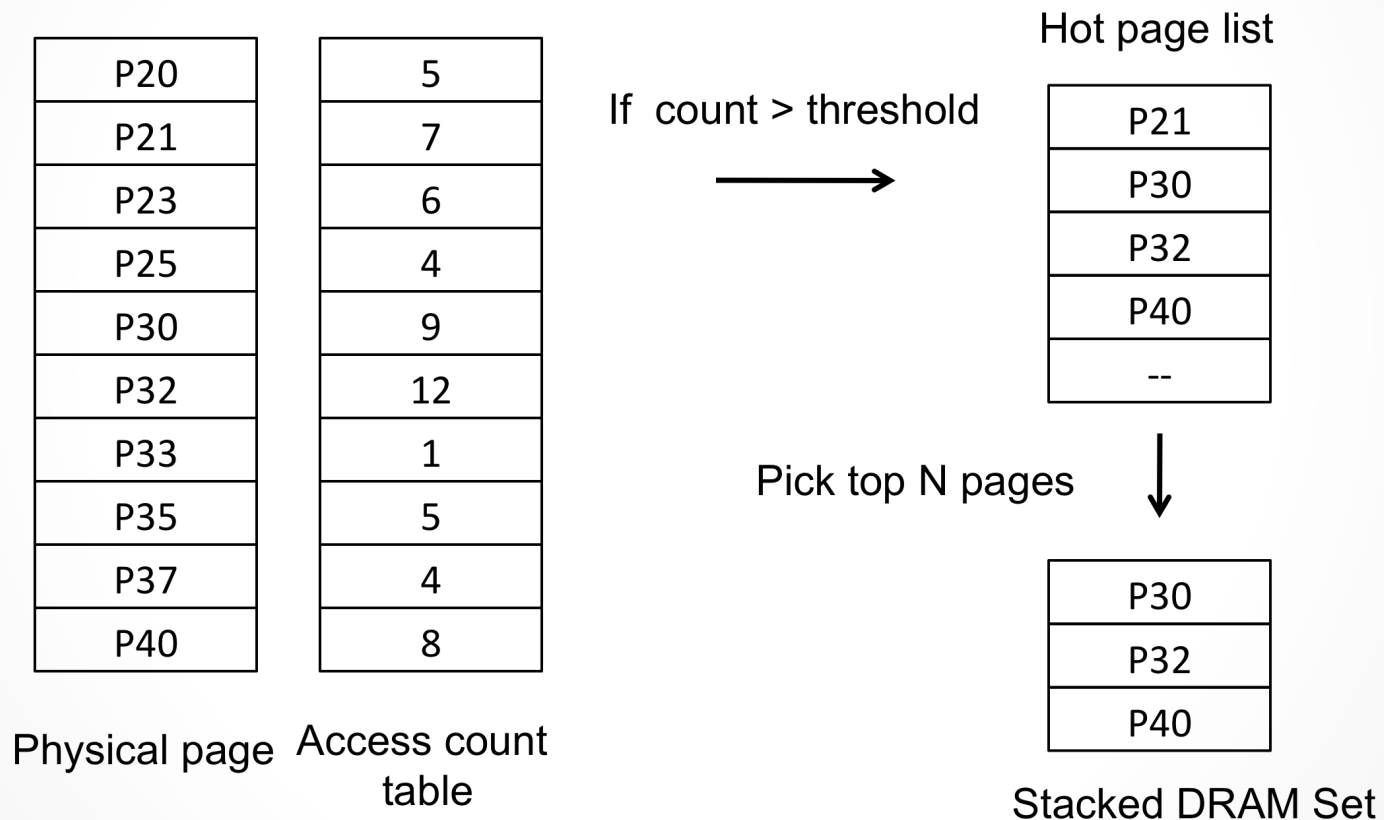 P20
P21
P23
P25
P30
P32
P33
P35
P37
P40
Physical page
5
7
6
4
9
12
1
5
4
8
Access count
table
If count > threshold
Hot page list
P21
P30
P32
P40
--
Pick top N pages
P30
P32
P40
Stacked DRAM Set